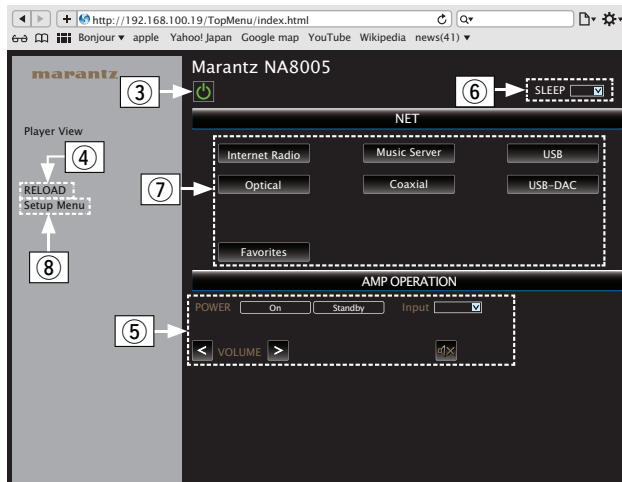 http://192.168.100.19/TopMenu/index.html
Bonjour ▼ apple Yahoo! Japan Google map YouTube Wikipedia news(41) ▼
marantz
Marantz NA8005
③
⑥
SLEEP
NET
Player View
④
⑦
Internet Radio Music Server USB
Optical Coaxial USB-DAC
RELOAD
Setup Menu
⑧
Favorites
AMP OPERATION
⑤
POWER On Standby Input
< VOLUME >